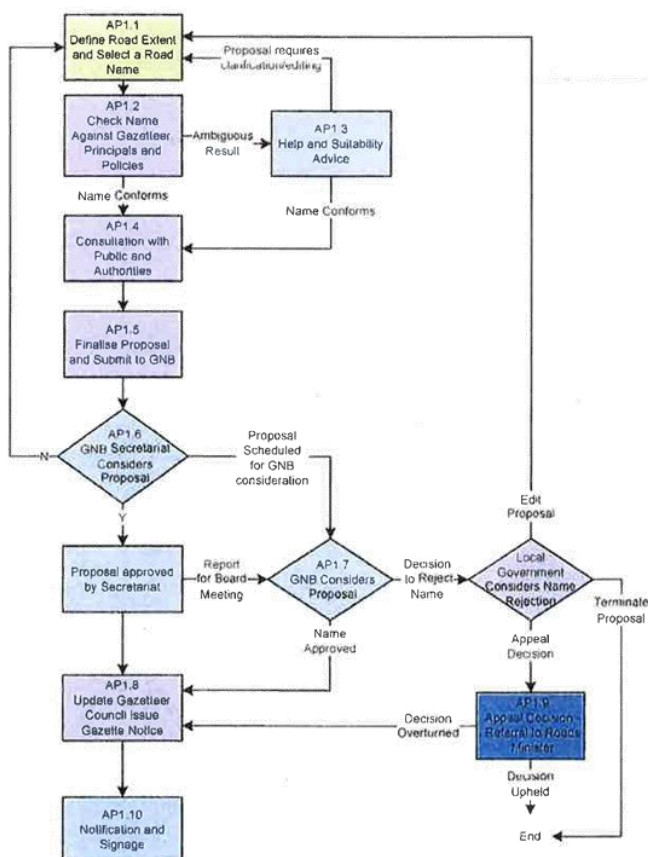 AP1.1
Define Road Extent
and Select a Road
Name
Proposal requires
clarification/editing
AP1.2
Check Name
Against Gazetleer
Principals and
Policies
Ambiguous
Result
AP1.3
Help and Suitability
Advice
Name Conforms
Name Conforms
AP1.4
Consultation with
Public and
Authorities
AP1.5
Finalise Proposal
and Submit to GNB
AP1.6
GNB Secretariat
Considers
Proposal
N
Y
Proposal
Scheduled
for GNB
consideration
Proposal approved
by Secretariat
Report
for Board
Meeting
AP1.7
GNB Considers
Proposal
Decision
to Reject
Name
Edit
Proposal
Local
Government
Considers Name
Rejection
Terminate
Proposal
Name
Approved
Appeal
Decision
AP1.8
Update Gazetleer
Council Issue
Gazette Notice
Decision
Overturned
AP1.9
Appeal Decision -
Referral to Roads
Minister
Decision
Upheld
End
AP1.10
Notification and
Signage